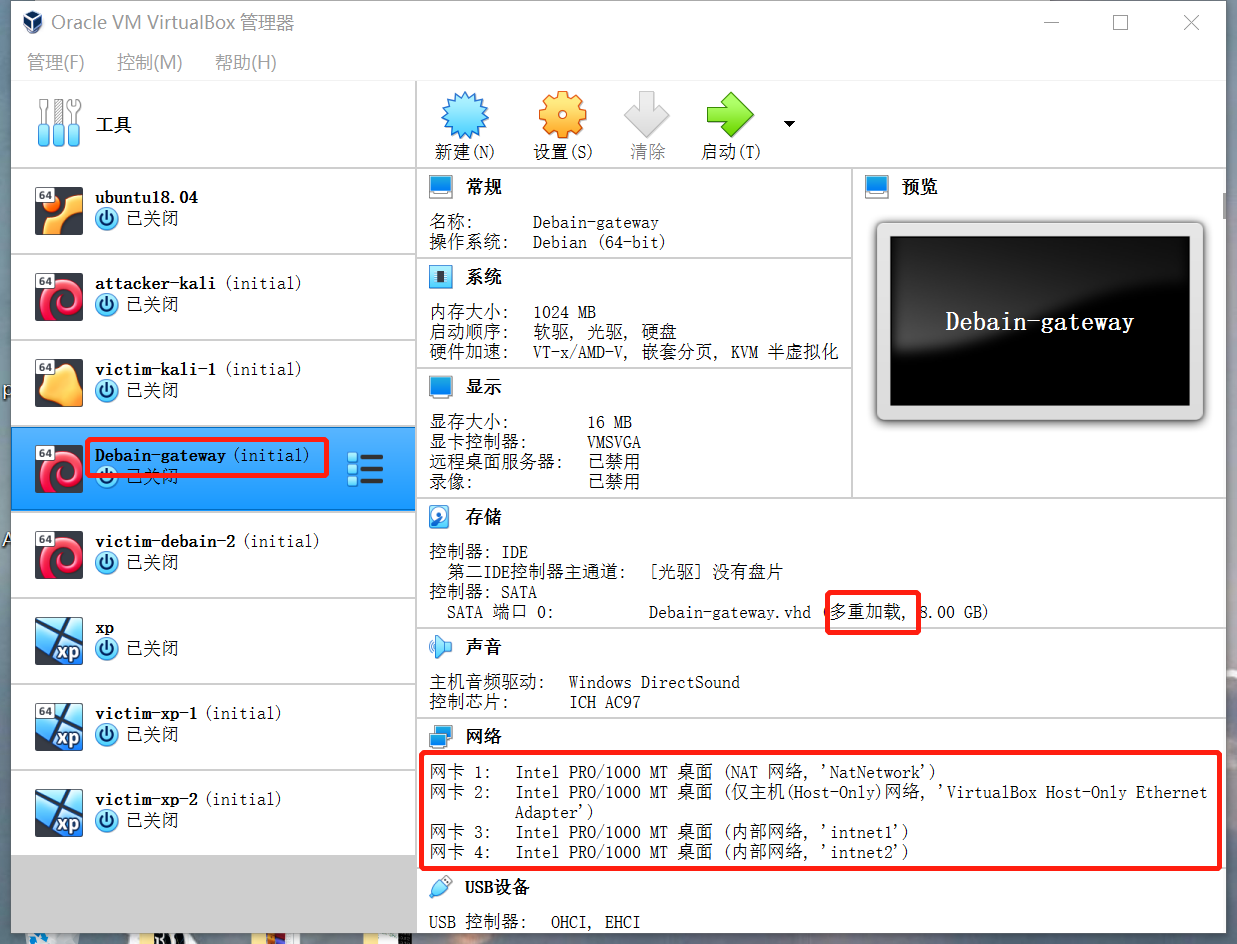 Oracle VM VirtualBox 管理器
管理(F) 控制(M) 帮助(H)
工具
新建(N) 设置(S) 清除 启动(T)
64
ubuntu18.04
已关闭
64
attacker-kali (initial)
已关闭
64
victim-kali-1 (initial)
已关闭
64
Debain-gateway (initial)
已关闭
64
victim-debain-2 (initial)
已关闭
xp
xp
已关闭
64
xp
victim-xp-1 (initial)
已关闭
xp
victim-xp-2 (initial)
已关闭
常规
名称: Debain-gateway
操作系统: Debian (64-bit)
系统
内存大小: 1024 MB
启动顺序: 软驱, 光驱, 硬盘
硬件加速: VT-x/AMD-V, 嵌套分页, KVM 半虚拟化
显示
显存大小: 16 MB
显卡控制器: VMSVGA
远程桌面服务器: 已禁用
录像: 已禁用
预览
Debain-gateway
存储
控制器: IDE
第二IDE控制器主通道: [光驱] 没有盘片
控制器: SATA
SATA 端口 0: Debain-gateway.vhd (多重加载, 8.00 GB)
声音
主机音频驱动: Windows DirectSound
控制芯片: ICH AC97
网络
网卡 1: Intel PRO/1000 MT 桌面 (NAT 网络, 'NatNetwork')
网卡 2: Intel PRO/1000 MT 桌面 (仅主机(Host-Only)网络, 'VirtualBox Host-Only Ethernet
Adapter')
网卡 3: Intel PRO/1000 MT 桌面 (内部网络, 'intnet1')
网卡 4: Intel PRO/1000 MT 桌面 (内部网络, 'intnet2')
USB设备
USB 控制器: OHCI, EHCI